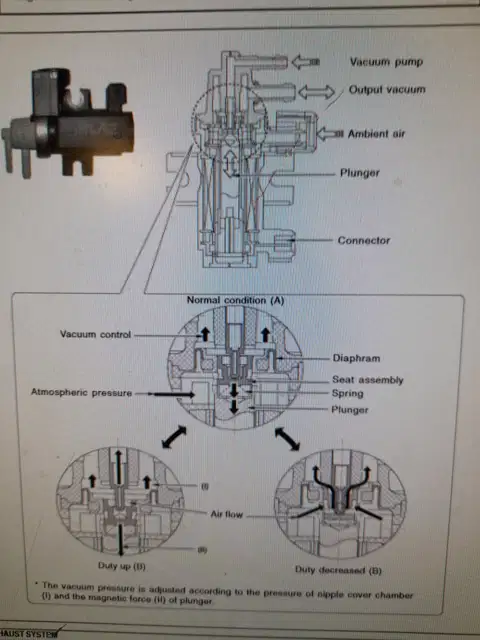 Vacuum pump
Output vacuum
Ambient air
Plunger
Connector
Normal condition (A)
Vacuum control
Diaphram
Seat assembly
Atmospheric pressure
Spring
Plunger
(I)
Air flow
(II)
Duty up (B)
Duty decreased (B)
* The vacuum pressure is adjusted according to the pressure of nipple cover chamber
(I) and the magnetic force (II) of plunger.
HAUST SYSTEM